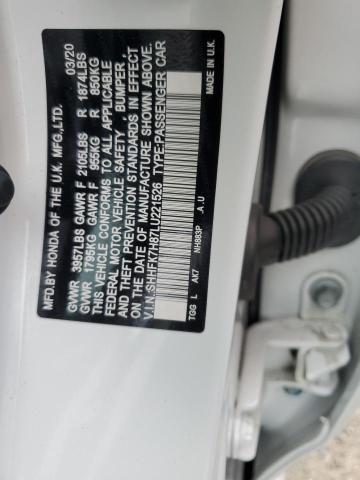 MFD.BY HONDA OF THE U.K. MFG.,LTD. 03/20
GVWR 3957LBS GAWR F 2105LBS R 1874LBS
GVWR 1795KG GAWR F 955KG R 850KG
THIS VEHICLE CONFORMS TO ALL APPLICABLE
FEDERAL MOTOR VEHICLE SAFETY , BUMPER ,
AND THEFT PREVENTION STANDARDS IN EFFECT
ON THE DATE OF MANUFACTURE SHOWN ABOVE.
V.I.N:SHHFK7H87LU221526 TYPE:PASSENGER CAR
TGG L AK7 NH883P _A_U MADE IN U.K.